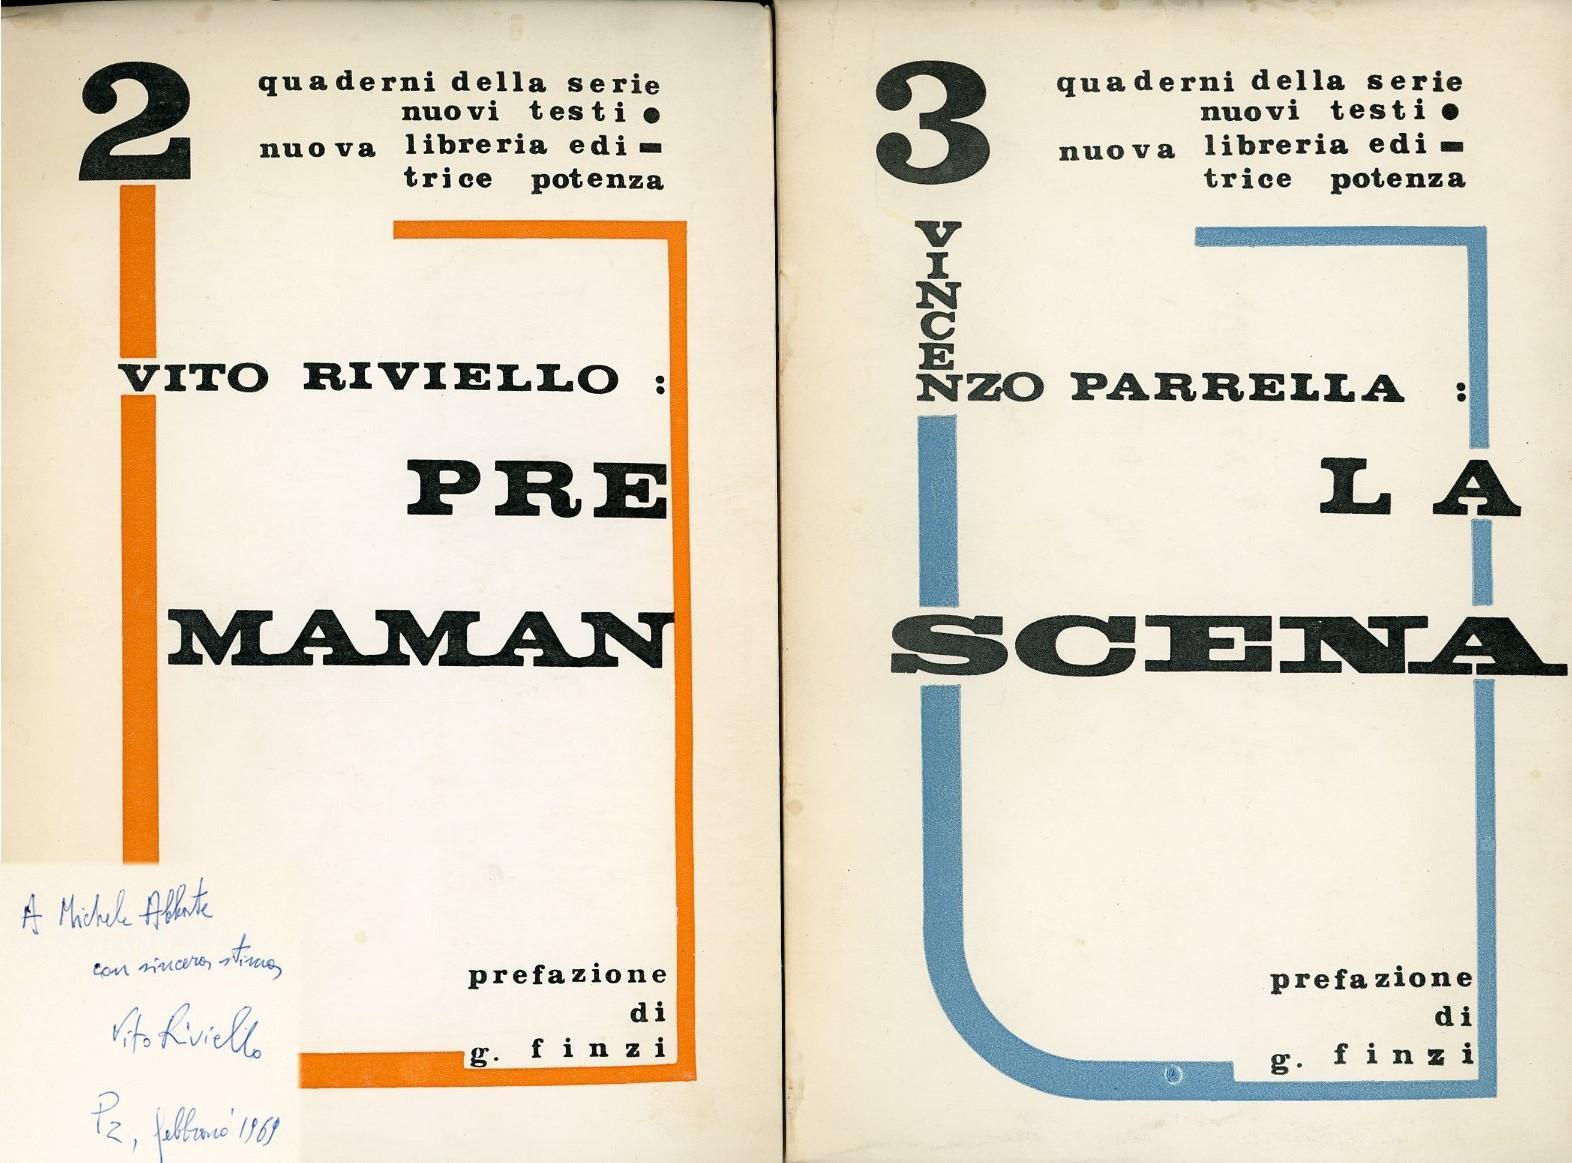 2
quaderni della serie
nuovi testi •
nuova libreria edi-
trice potenza
VITO RIVIELLO :
PRE
MAMAN
prefazione
di
g. finzi
A Michele Abbate
con sincera stima
Vito Riviello
Pz, febbraio 1969
3
quaderni della serie
nuovi testi •
nuova libreria edi-
trice potenza
VINCENZO PARRELLA :
LA
SCENA
prefazione
di
g. finzi